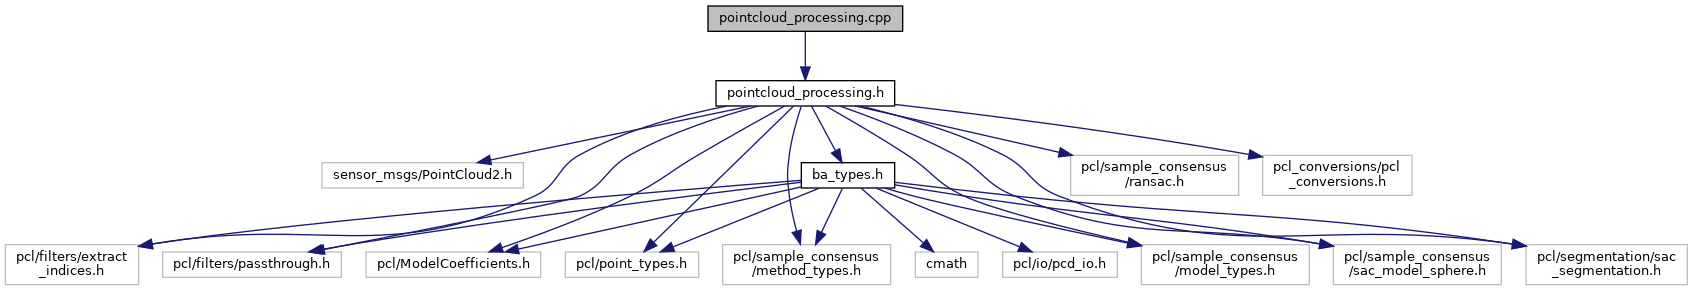 pointcloud_processing.cpp
pointcloud_processing.h
sensor_msgs/PointCloud2.h
ba_types.h
pcl/sample_consensus
/ransac.h
pcl_conversions/pcl
_conversions.h
pcl/filters/extract
_indices.h
pcl/filters/passthrough.h
pcl/ModelCoefficients.h
pcl/point_types.h
pcl/sample_consensus
/method_types.h
cmath
pcl/io/pcd_io.h
pcl/sample_consensus
/model_types.h
pcl/sample_consensus
/sac_model_sphere.h
pcl/segmentation/sac
_segmentation.h